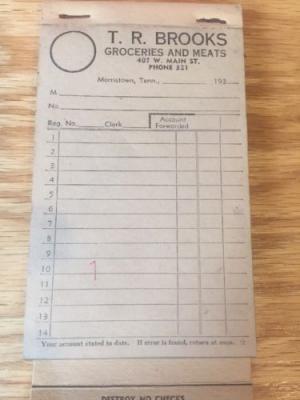 T. R. BROOKS
GROCERIES AND MEATS
407 W. MAIN ST.
PHONE 321
Morristown, Tenn., 193
M
No.
Reg. No. Clerk Account Forwarded
1
2
3
4
5
6
7
8
9
10
11
12
13
14
Your account stated to date. If error is found, return at once.
DESTROY NO CHECKS